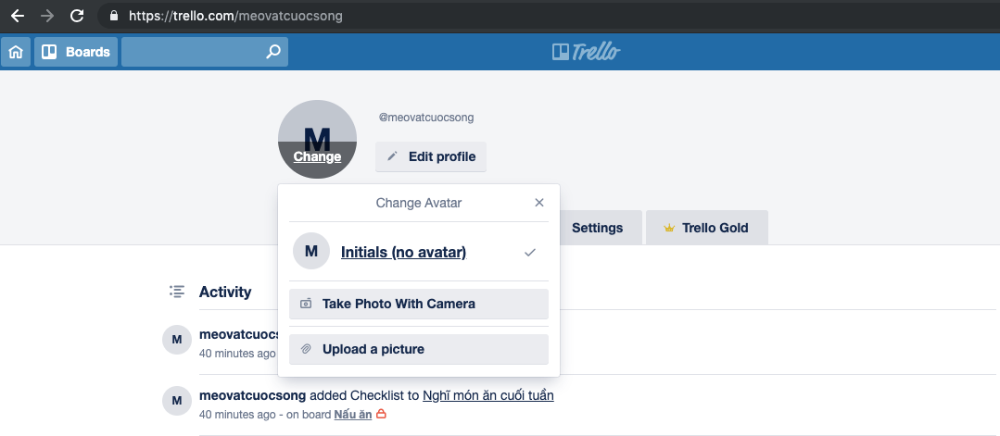 https://trello.com/meovatcuocsong
Boards
Trello
@meovatcuocsong
M
Change
Edit profile
Change Avatar
Settings
Trello Gold
M
Initials (no avatar)
Activity
Take Photo With Camera
M
meovatcuocs
40 minutes ago
Upload a picture
M
meovatcuocsong added Checklist to Nghĩ món ăn cuối tuần
40 minutes ago - on board Nấu ăn